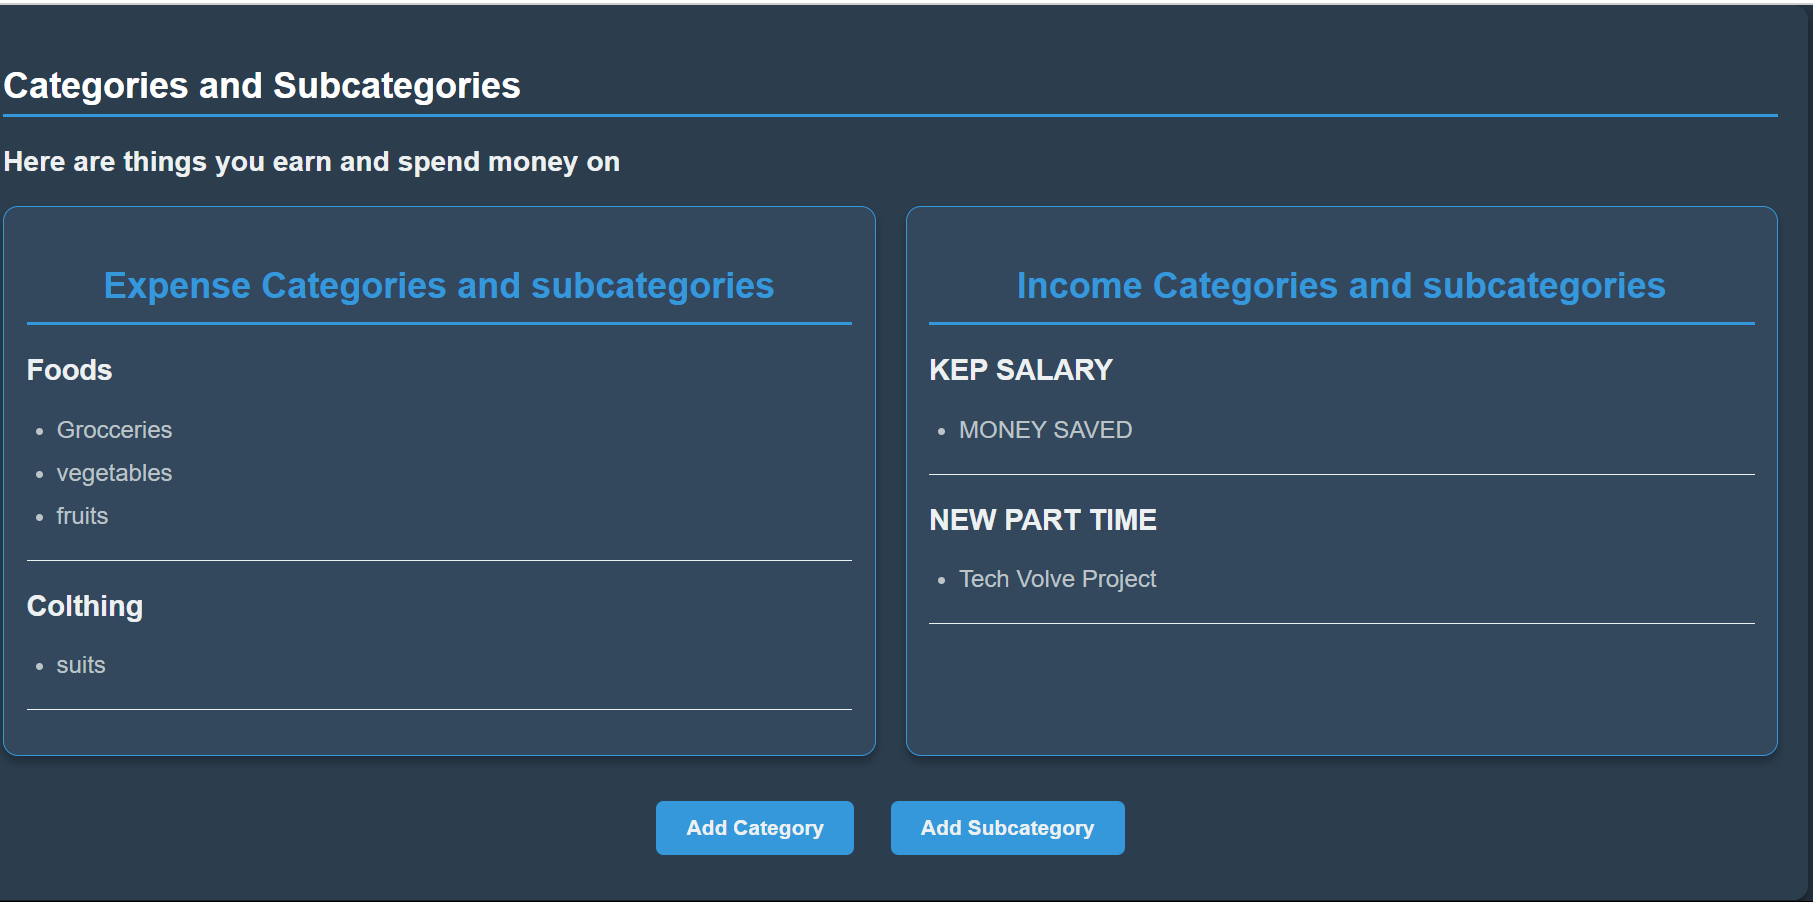 Categories and Subcategories
Here are things you earn and spend money on
Expense Categories and subcategories
Foods
Grocceries
vegetables
fruits
Colthing
suits
Income Categories and subcategories
KEP SALARY
MONEY SAVED
NEW PART TIME
Tech Volve Project
Add Category
Add Subcategory